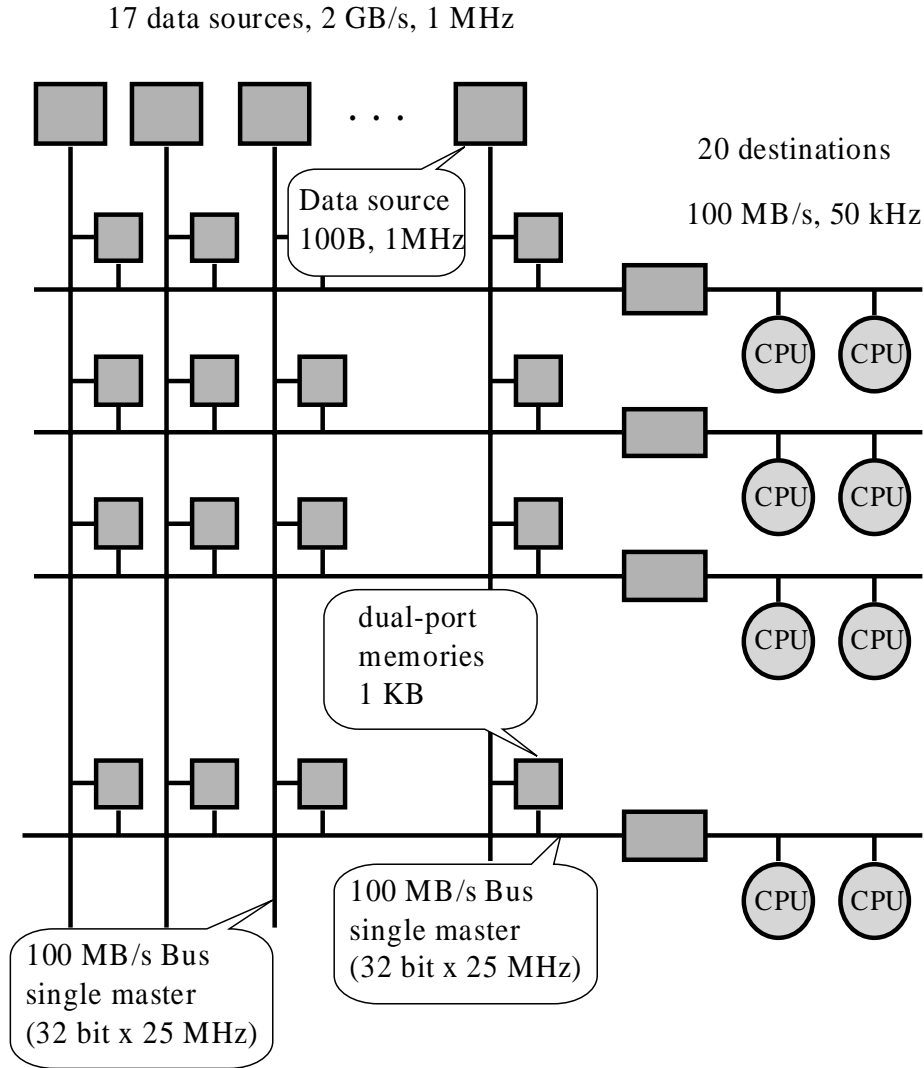 17 data sources, 2 GB/s, 1 MHz
. . .
20 destinations
100 MB/s, 50 kHz
Data source
100B, 1MHz
CPU CPU
CPU CPU
CPU CPU
dual-port
memories
1 KB
CPU CPU
100 MB/s Bus
single master
(32 bit x 25 MHz)
100 MB/s Bus
single master
(32 bit x 25 MHz)